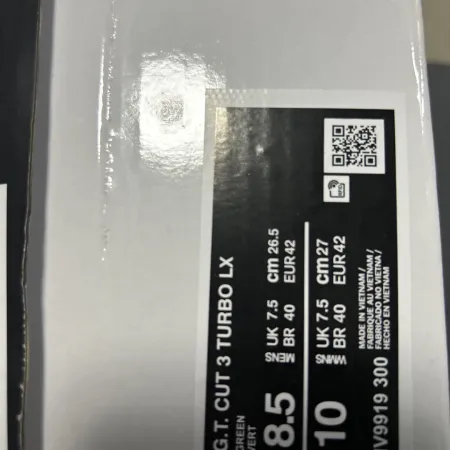 G.T. CUT 3 TURBO LX
GREEN
VERT
8.5
MENS
UK 7.5 cm 26.5
BR 40 EUR 42
10
WMNS
UK 7.5 cm 27
BR 40 EUR 42
V9919 300
MADE IN VIETNAM /
FABRIQUE AU VIETNAM /
FABRICADO NO VIETNA /
HECHO EN VIETNAM